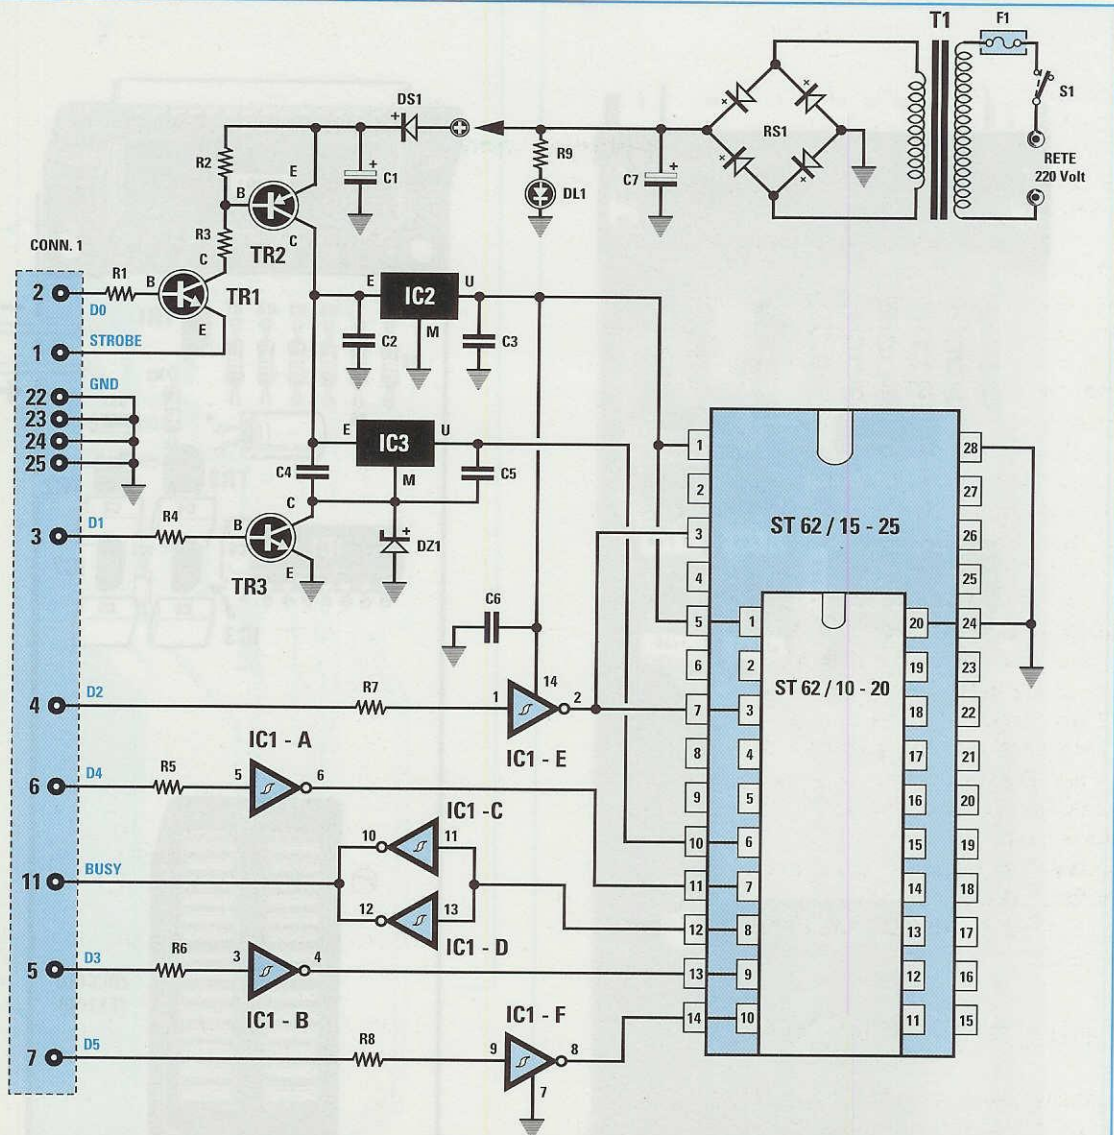 T1
F1
S1
RETE
220 Volt
RS1
DS1
R9
DL1
C7
C1
R2
R3
B
E
C
TR2
CONN. 1
2
D0
R1
B
C
E
TR1
1
STROBE
22
GND
23
24
25
E
IC2
U
M
C2
C3
E
IC3
U
M
C4
C5
3
D1
R4
B
C
E
TR3
DZ1
C6
4
D2
R7
1
14
2
IC1 - E
6
D4
R5
5
IC1 - A
6
11
BUSY
10
IC1 -C
11
12
13
IC1 - D
5
D3
R6
3
4
IC1 - B
7
D5
R8
9
IC1 - F
8
7
ST 62 / 15 - 25
1
2
3
4
5
6
7
8
9
10
11
12
13
14
28
27
26
25
24
23
22
21
20
19
18
17
16
15
ST 62 / 10 - 20
1
2
3
4
5
6
7
8
9
10
20
19
18
17
16
15
14
13
12
11